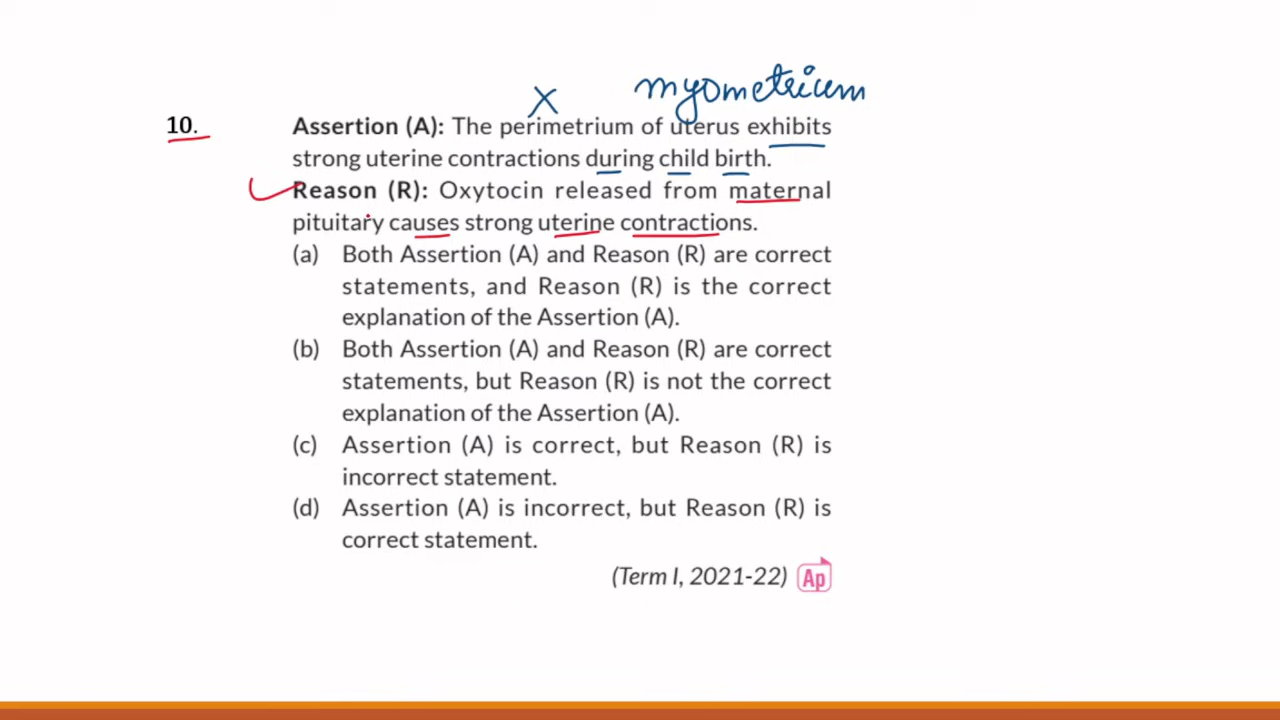 myometrium
X
10. Assertion (A): The perimetrium of uterus exhibits
strong uterine contractions during child birth.
Reason (R): Oxytocin released from maternal
pituitary causes strong uterine contractions.
(a) Both Assertion (A) and Reason (R) are correct
statements, and Reason (R) is the correct
explanation of the Assertion (A).
(b) Both Assertion (A) and Reason (R) are correct
statements, but Reason (R) is not the correct
explanation of the Assertion (A).
(c) Assertion (A) is correct, but Reason (R) is
incorrect statement.
(d) Assertion (A) is incorrect, but Reason (R) is
correct statement.
(Term I, 2021-22) Ap